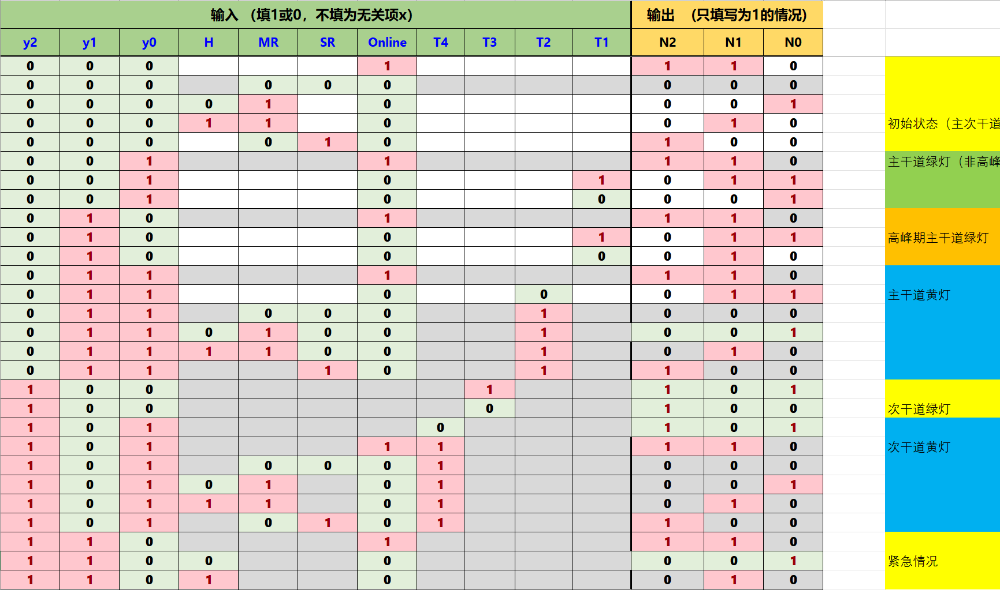 输入 （填1或0，不填为无关项x） 输出 （只填写为1的情况）
y2 y1 y0 H MR SR Online T4 T3 T2 T1 N2 N1 N0
0 0 0 1 1 1 0
0 0 0 0 0 0 0 0 0
0 0 0 0 1 0 0 0 1
0 0 0 1 1 0 0 1 0 初始状态（主次干道
0 0 0 0 1 0 1 0 0
0 0 1 1 1 1 0 主干道绿灯（非高峰
0 0 1 0 1 0 1 1
0 0 1 0 0 0 0 1
0 1 0 1 1 1 0
0 1 0 0 1 0 1 1 高峰期主干道绿灯
0 1 0 0 0 0 1 0
0 1 1 1 1 1 0
0 1 1 0 0 0 1 1 主干道黄灯
0 1 1 0 0 0 1 0 0 0
0 1 1 0 1 0 0 1 0 0 1
0 1 1 1 1 0 0 1 0 1 0
0 1 1 1 0 1 1 0 0
1 0 0 1 1 0 1
1 0 0 0 1 0 0 次干道绿灯
1 0 1 0 1 0 1
1 0 1 1 1 1 1 0 次干道黄灯
1 0 1 0 0 0 1 0 0 0
1 0 1 0 1 0 1 0 0 1
1 0 1 1 1 0 1 0 1 0
1 0 1 0 1 0 1 1 0 0
1 1 0 1 1 1 0
1 1 0 0 0 0 0 1 紧急情况
1 1 0 1 0 0 1 0